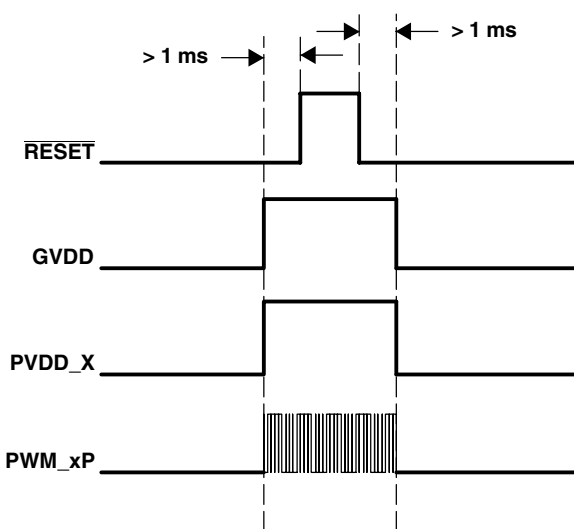 > 1 ms
> 1 ms
RESET
GVDD
PVDD_X
PWM_xP